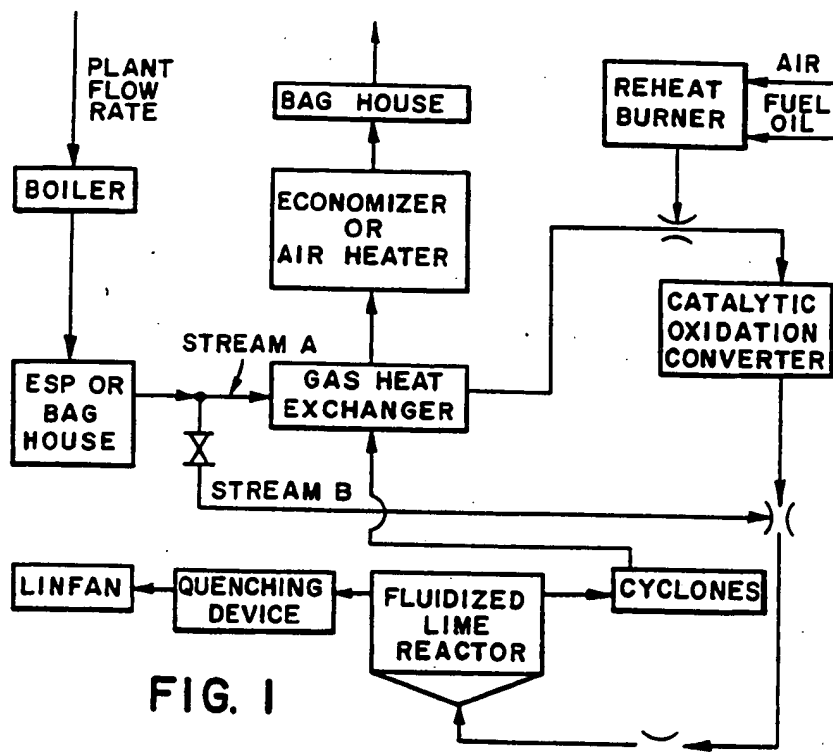 PLANT
FLOW
RATE
BOILER
ESP OR
BAG
HOUSE
BAG HOUSE
ECONOMIZER
OR
AIR HEATER
STREAM A
GAS HEAT
EXCHANGER
STREAM B
REHEAT
BURNER
AIR
FUEL
OIL
CATALYTIC
OXIDATION
CONVERTER
LINFAN
QUENCHING
DEVICE
FLUIDIZED
LIME
REACTOR
CYCLONES
FIG. 1